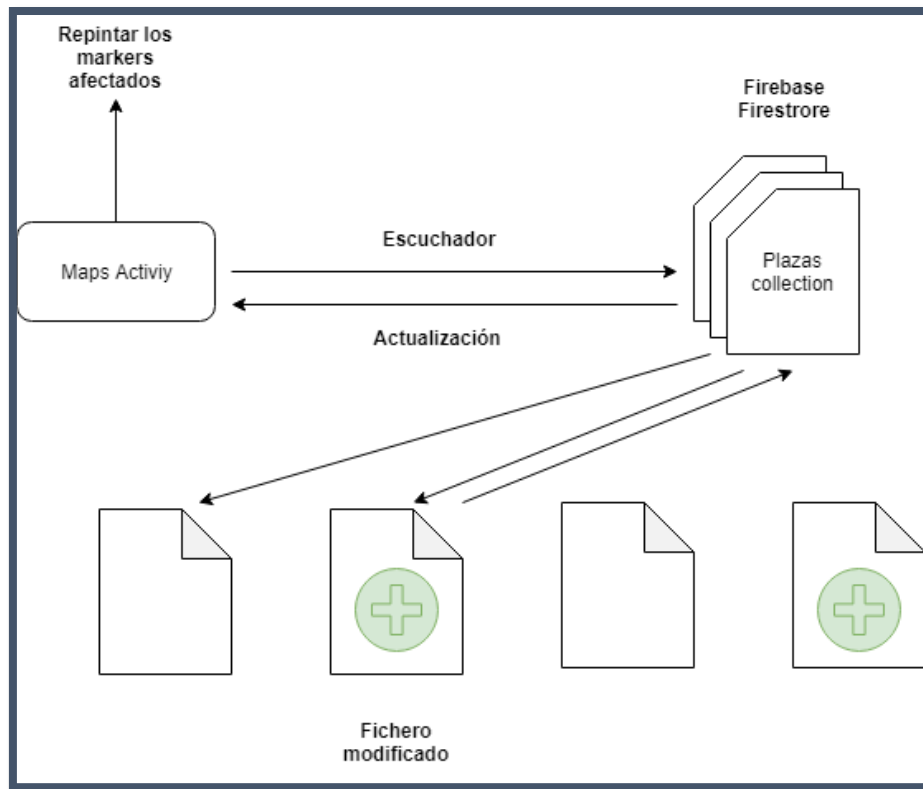 Repintar los
markers
afectados
Firebase
Firestrore
Escuchador
Maps Activiy
Plazas
collection
Actualización
Fichero
modificado